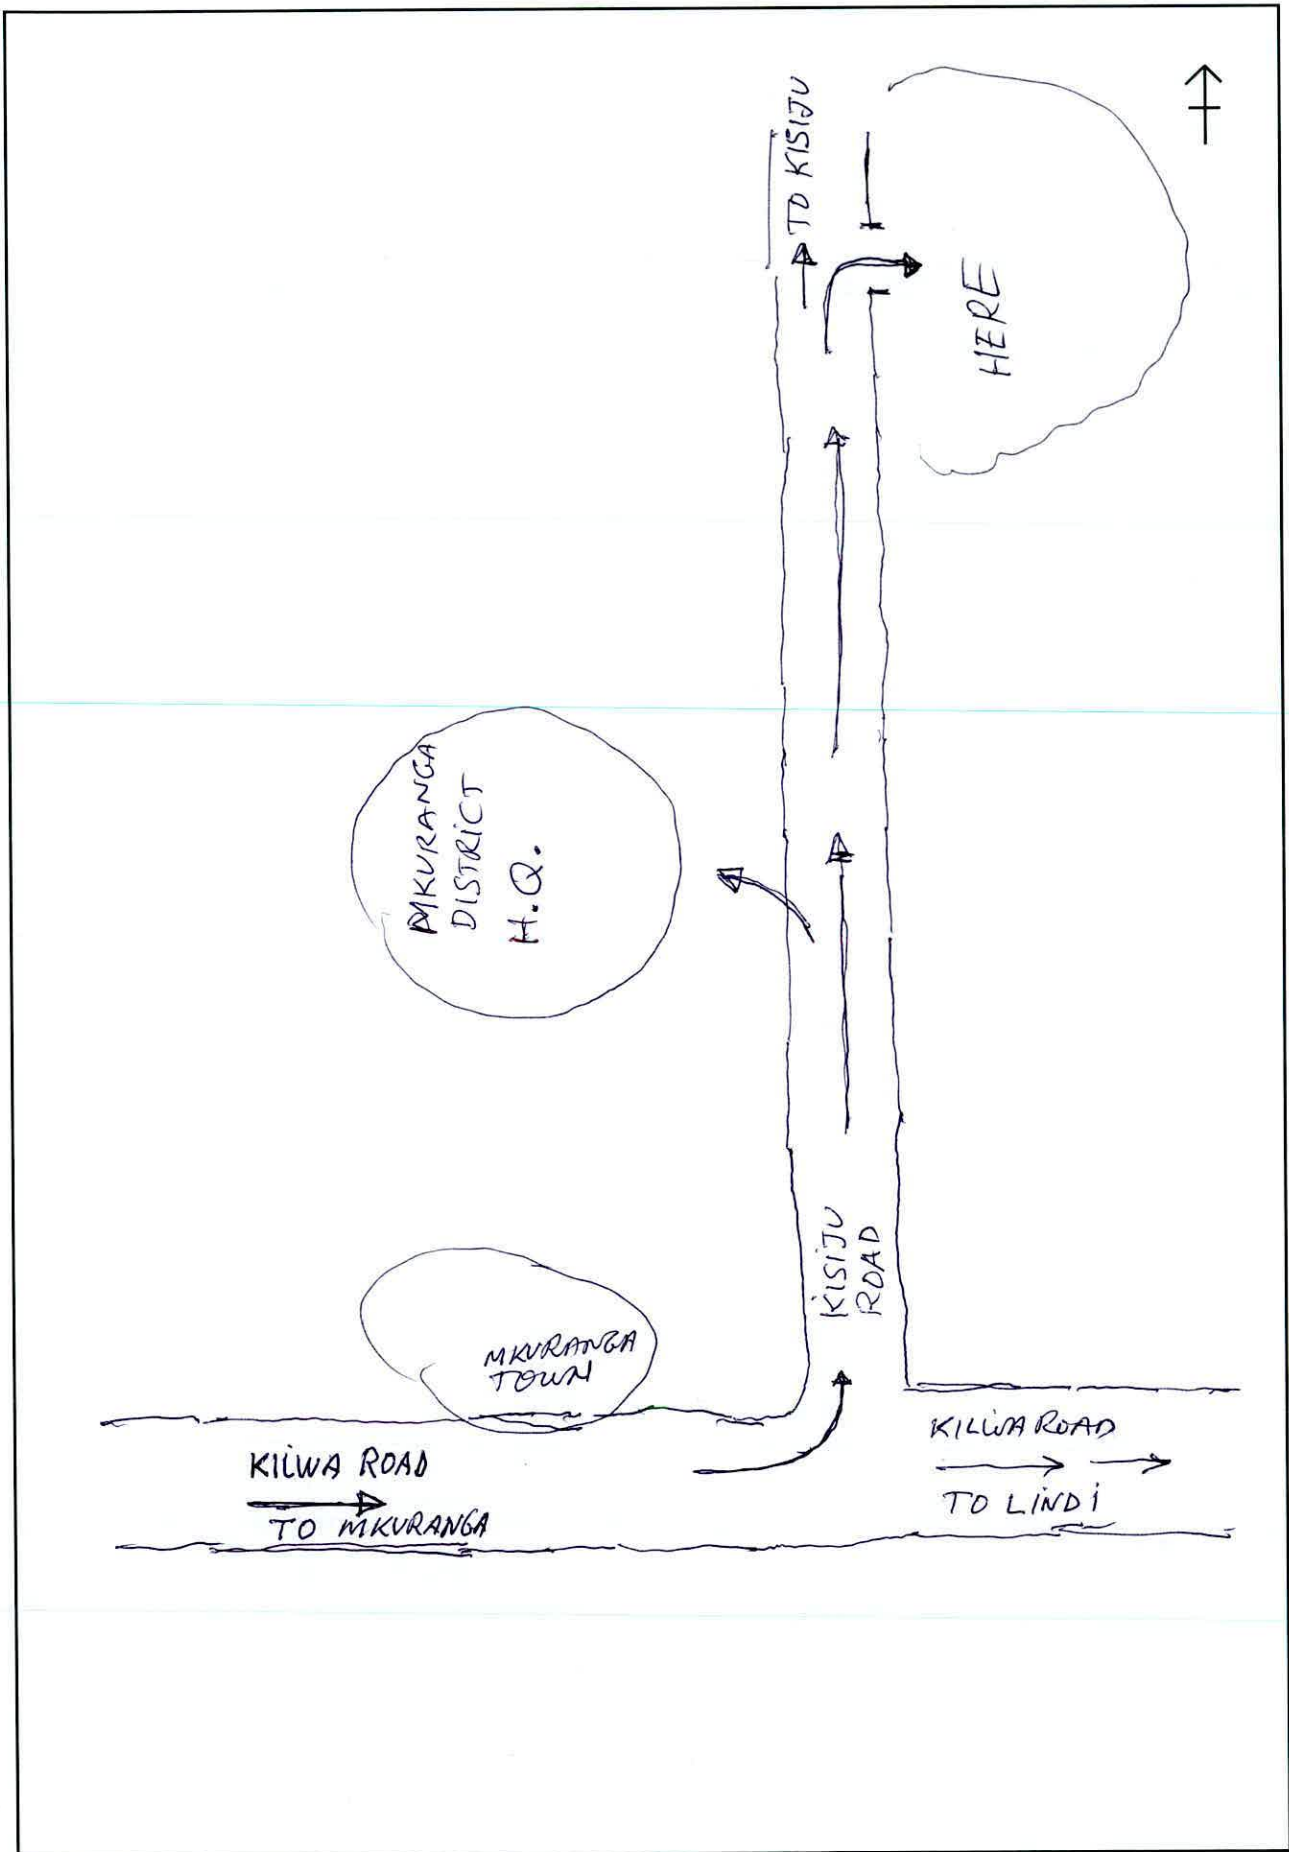 TO KISIJU
HERE
MKURANGA
DISTRICT
H.Q.
KISIJU
ROAD
MKURANGA
TOWN
KILWA ROAD
TO MKURANGA
KILWA ROAD
TO LINDI